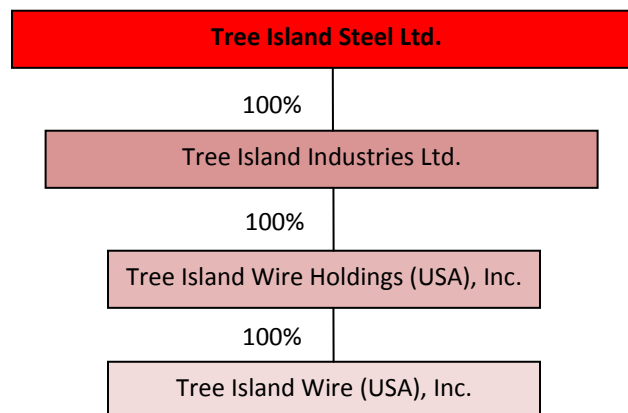 Tree Island Steel Ltd.
100%
Tree Island Industries Ltd.
100%
Tree Island Wire Holdings (USA), Inc.
100%
Tree Island Wire (USA), Inc.